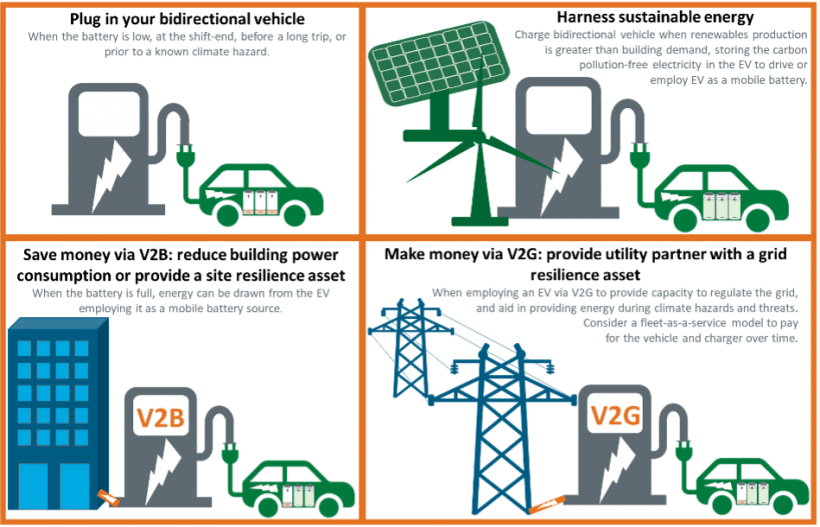 Plug in your bidirectional vehicle
When the battery is low, at the shift-end, before a long trip, or
prior to a known climate hazard.
Harness sustainable energy
Charge bidirectional vehicle when renewables production
is greater than building demand, storing the carbon
pollution-free electricity in the EV to drive or
employ EV as a mobile battery.
Save money via V2B: reduce building power
consumption or provide a site resilience asset
When the battery is full, energy can be drawn from the EV
employing it as a mobile battery source.
V2B
Make money via V2G: provide utility partner with a grid
resilience asset
When employing an EV via V2G to provide capacity to regulate the grid,
and aid in providing energy during climate hazards and threats.
Consider a fleet-as-a-service model to pay
for the vehicle and charger over time.
V2G